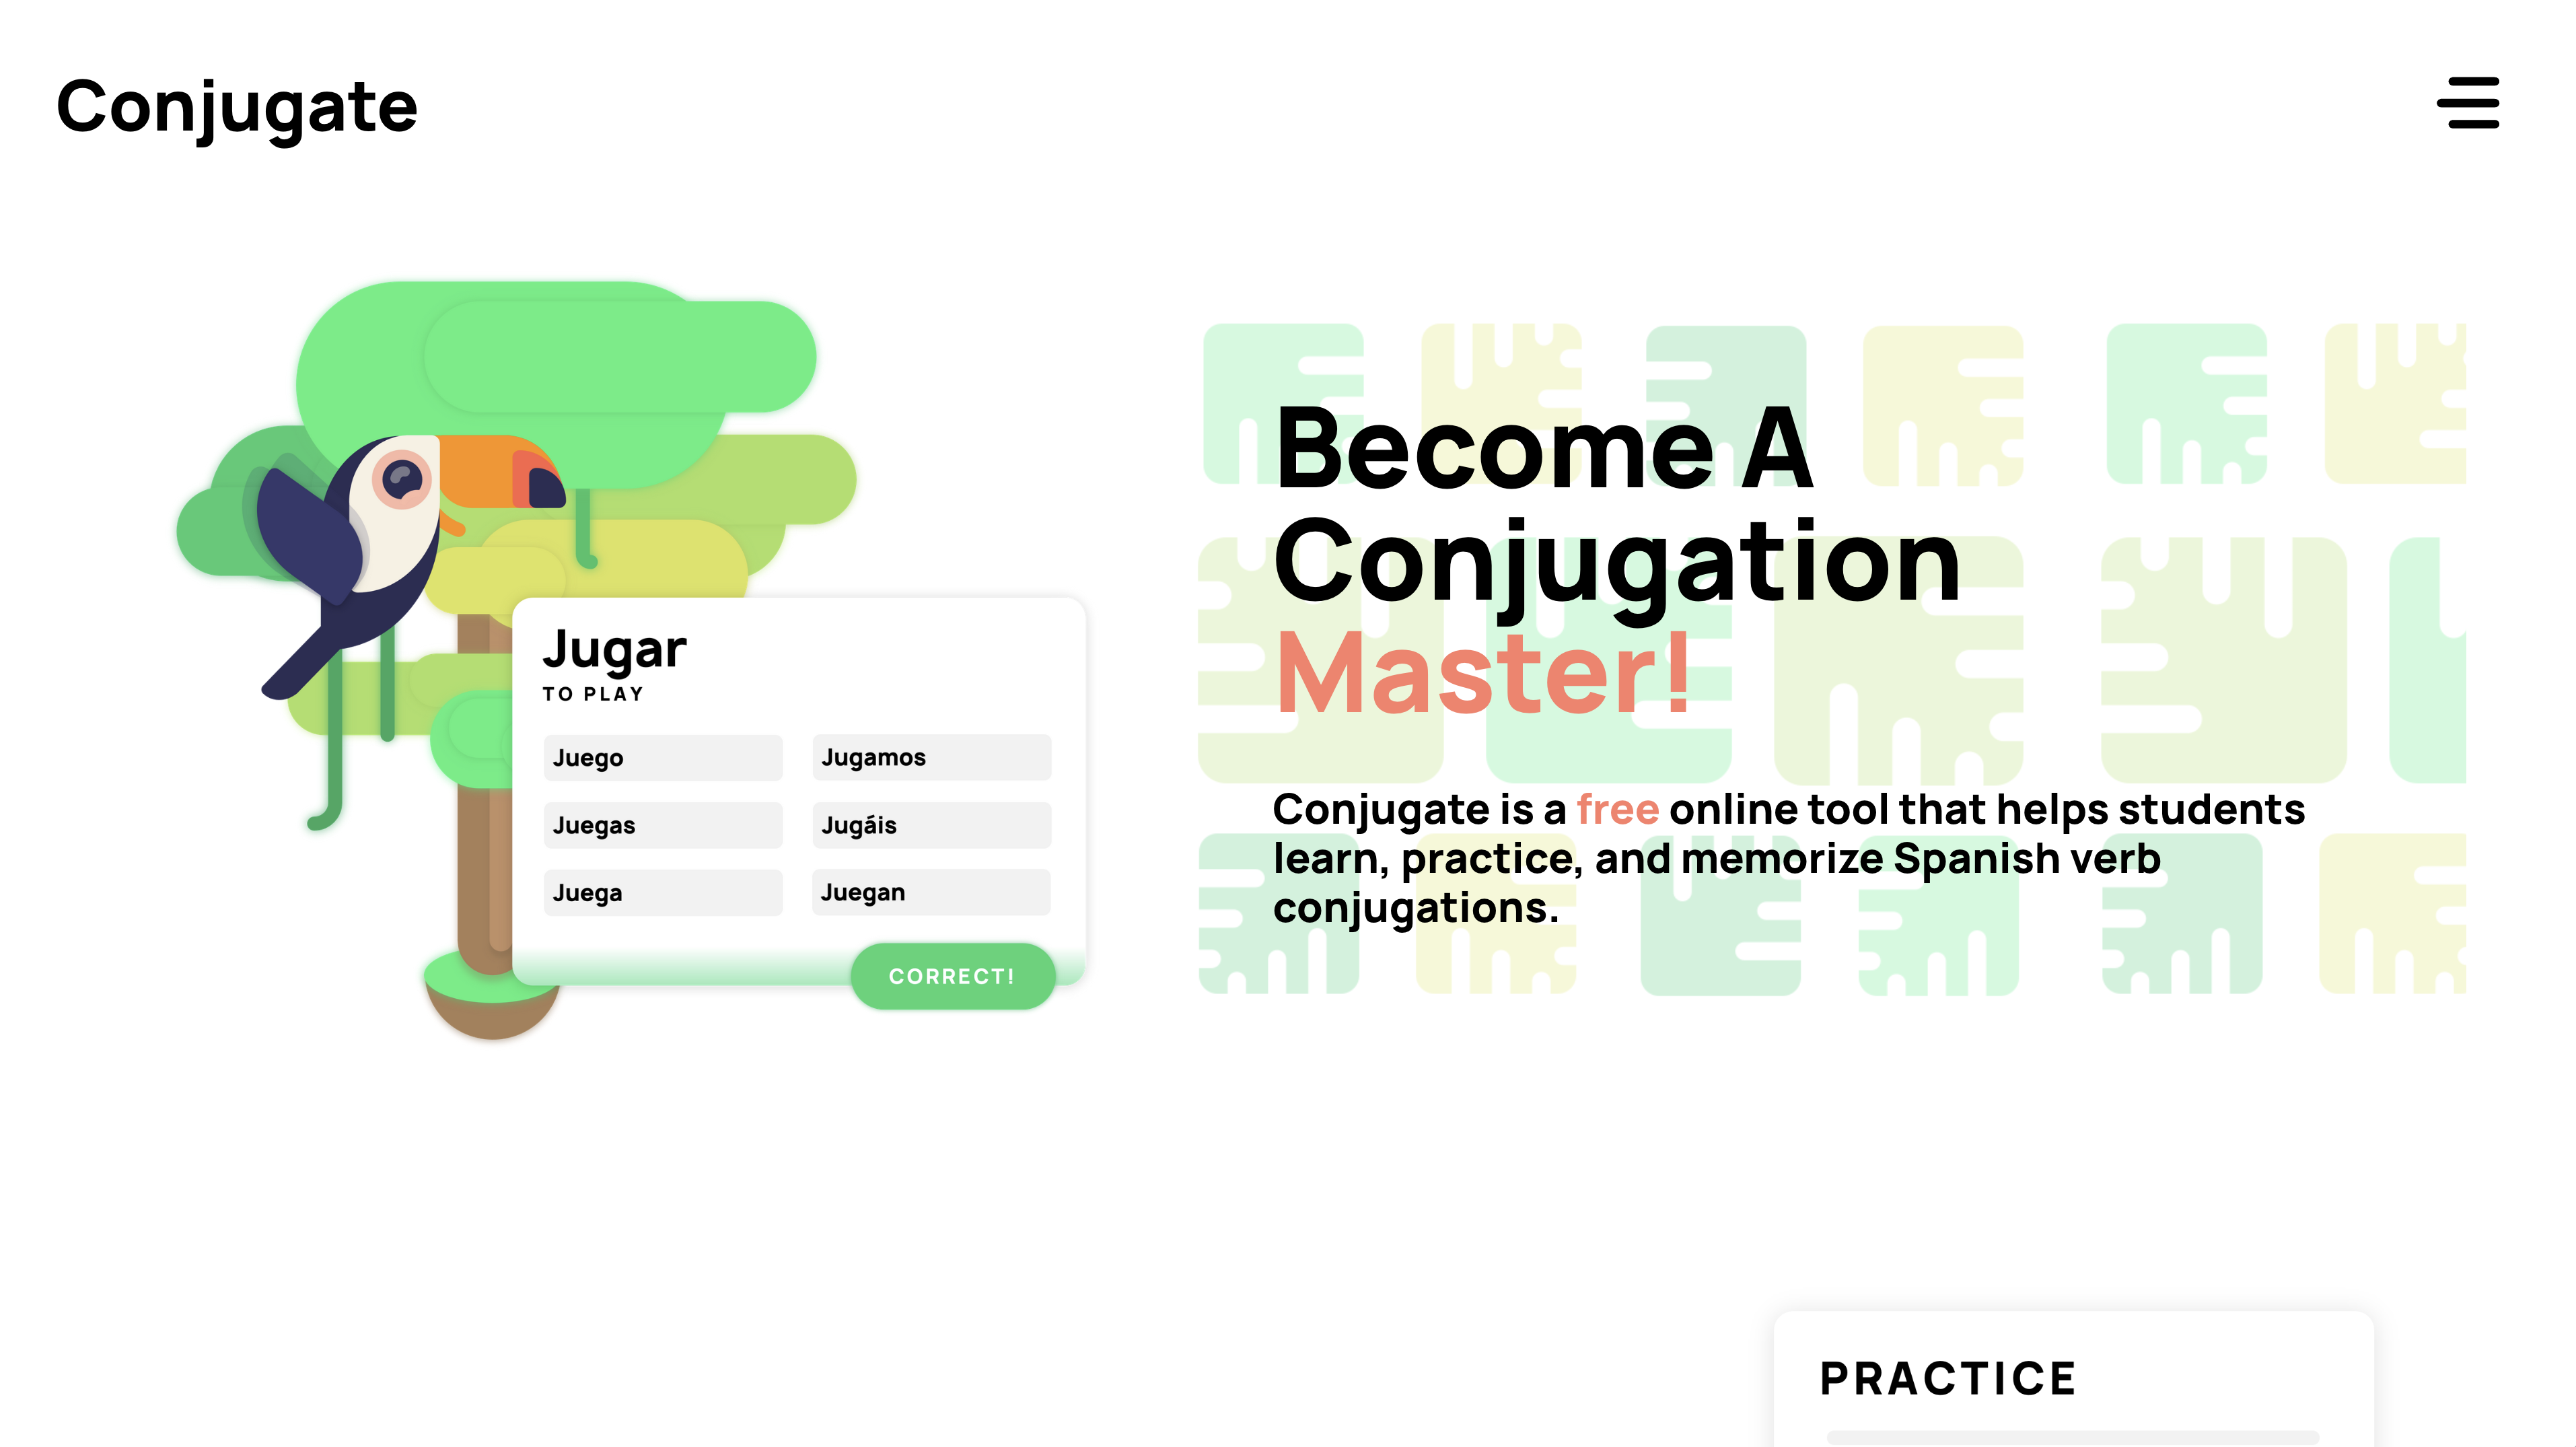 Conjugate
Become A
Conjugation
Master!
Conjugate is a free online tool that helps students
learn, practice, and memorize Spanish verb
conjugations.
Jugar
TO PLAY
Juego
Jugamos
Juegas
Jugáis
Juega
Juegan
CORRECT!
PRACTICE